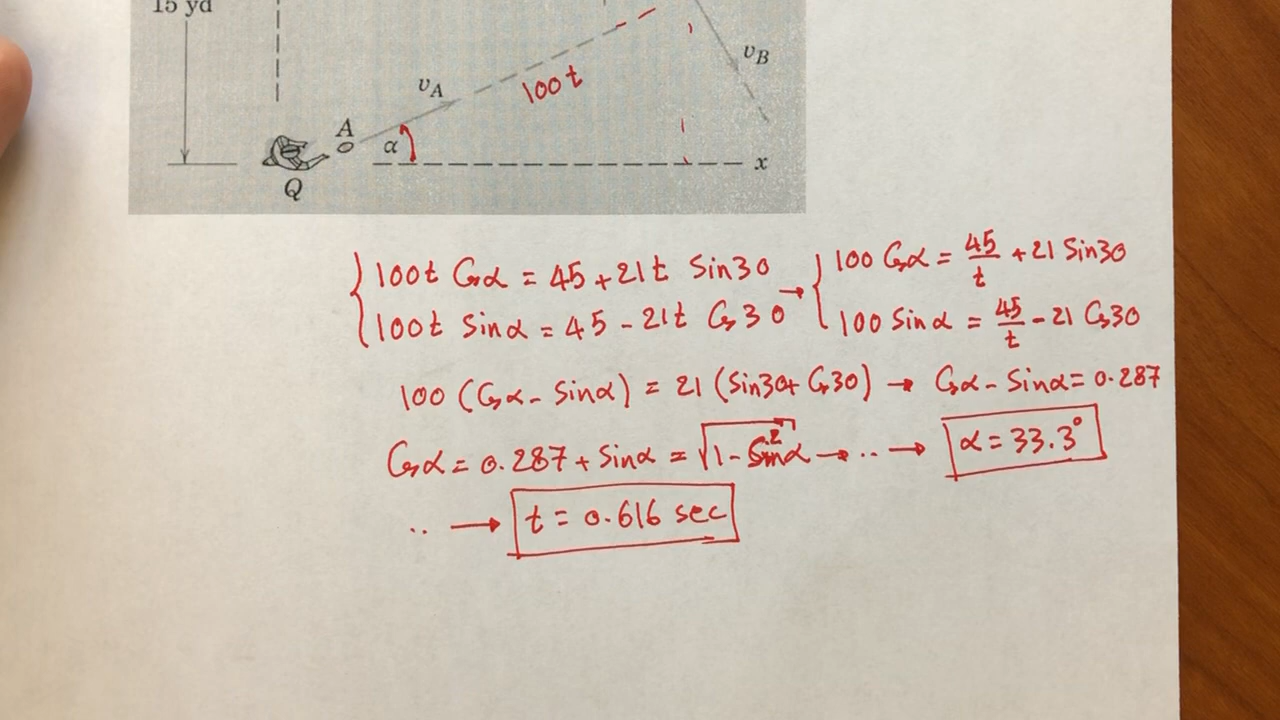 15 yd
v_B
v_A
100t
A
α
x
Q
100t Cosα = 45 + 21t Sin30 → 100 Cosα = 45/t + 21 Sin30
100t Sinα = 45 - 21t Cos30 100 Sinα = 45/t - 21 Cos30
100 (Cosα - Sinα) = 21 (Sin30 + Cos30) → Cosα - Sinα = 0.287
Cosα = 0.287 + Sinα = √(1 - Sin²α) → .. → α = 33.3°
.. → t = 0.616 sec